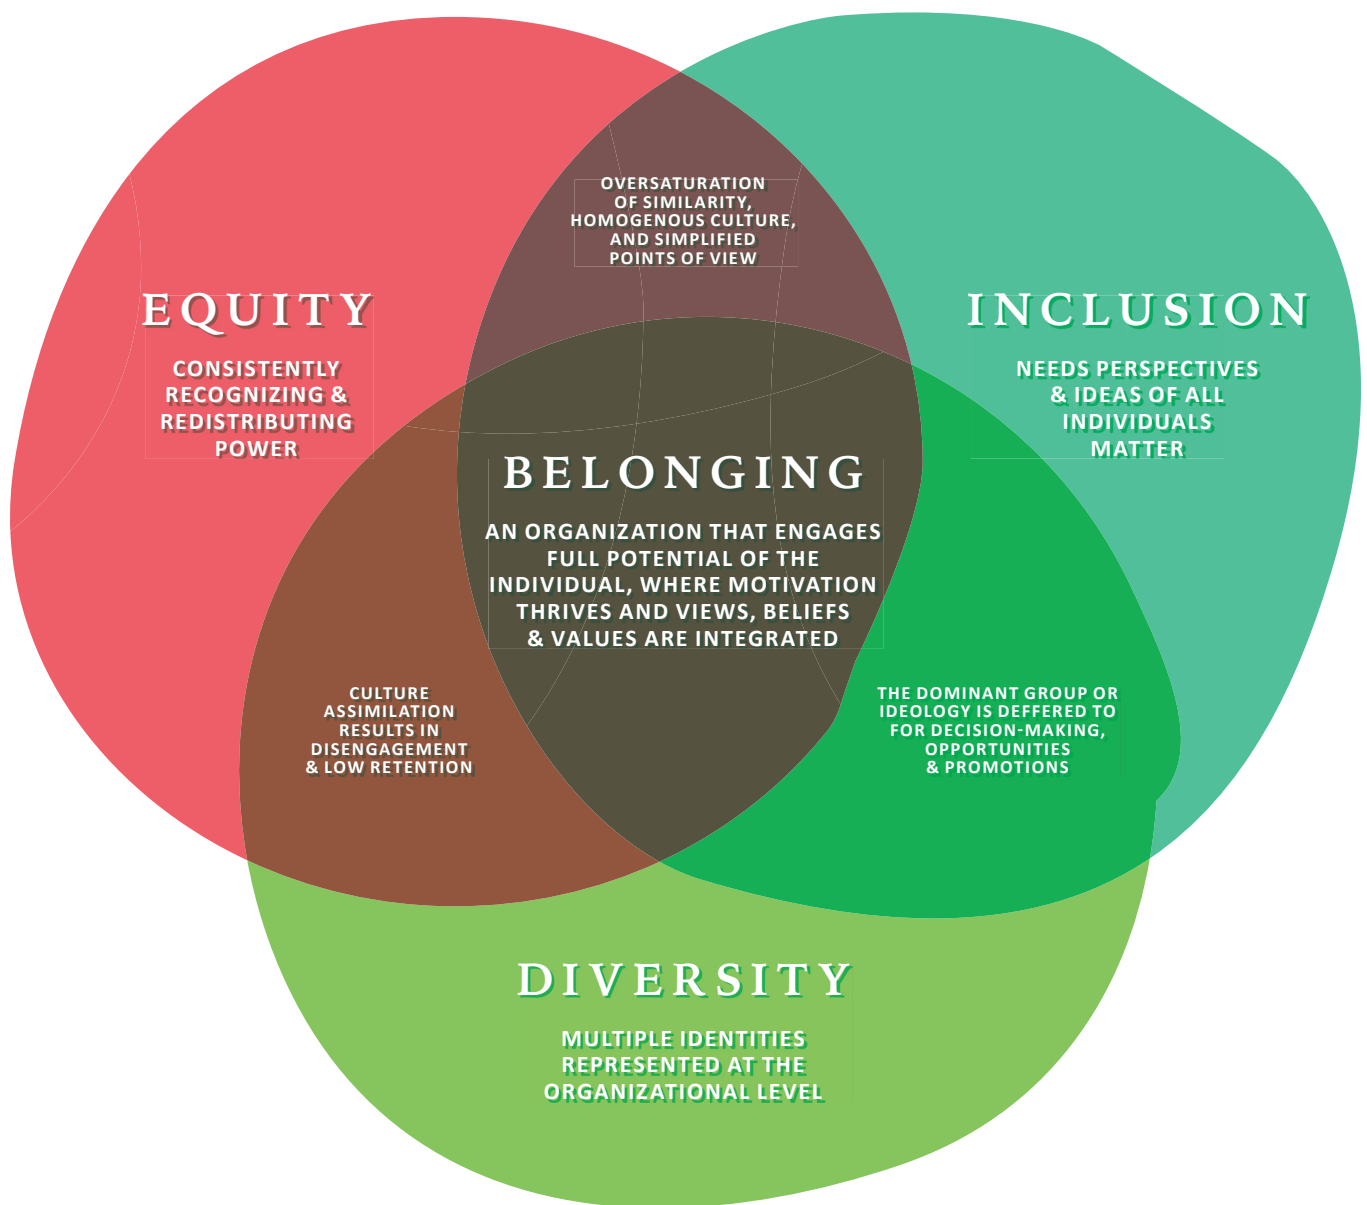 OVERSATURATION
OF SIMILARITY,
HOMOGENOUS CULTURE,
AND SIMPLIFIED
POINTS OF VIEW
EQUITY
CONSISTENTLY
RECOGNIZING &
REDISTRIBUTING
POWER
INCLUSION
NEEDS PERSPECTIVES
& IDEAS OF ALL
INDIVIDUALS
MATTER
BELONGING
AN ORGANIZATION THAT ENGAGES
FULL POTENTIAL OF THE
INDIVIDUAL, WHERE MOTIVATION
THRIVES AND VIEWS, BELIEFS
& VALUES ARE INTEGRATED
CULTURE
ASSIMILATION
RESULTS IN
DISENGAGEMENT
& LOW RETENTION
THE DOMINANT GROUP OR
IDEOLOGY IS DEFFERED TO
FOR DECISION-MAKING,
OPPORTUNITIES
& PROMOTIONS
DIVERSITY
MULTIPLE IDENTITIES
REPRESENTED AT THE
ORGANIZATIONAL LEVEL